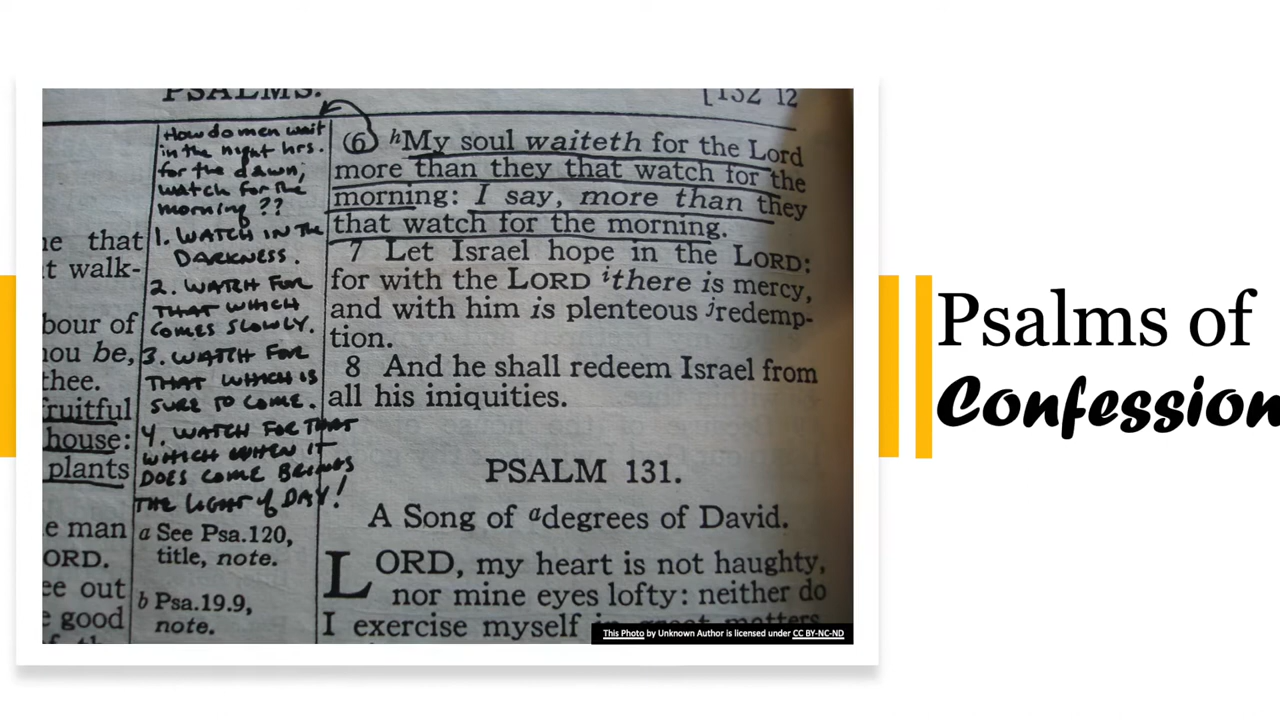 PSALMS.
[132 12
How do men wait
in the night hrs.
for the dawn,
watch for the
morning??
1. WATCH IN THE
DARKNESS.
2. WATCH FOR
THAT WHICH
COMES SLOWLY.
3. WATCH FOR
THAT WHICH IS
SURE TO COME.
4. WATCH FOR THAT
WHICH WHEN IT
DOES COME BRINGS
THE LIGHT of DAY!
a See Psa.120,
title, note.
b Psa.19.9,
note.
e that
t walk-
bour of
ou be,
thee.
fruitful
house:
plants
e man
ORD.
ee out
e good
(6) hMy soul waiteth for the Lord
more than they that watch for the
morning: I say, more than they
that watch for the morning.
7 Let Israel hope in the LORD:
for with the LORD ithere is mercy,
and with him is plenteous jredemp-
tion.
8 And he shall redeem Israel from
all his iniquities.
PSALM 131.
A Song of adegrees of David.
LORD, my heart is not haughty,
nor mine eyes lofty: neither do
I exercise myself in great matters
This Photo by Unknown Author is licensed under CC BY-NC-ND
Psalms of
Confession